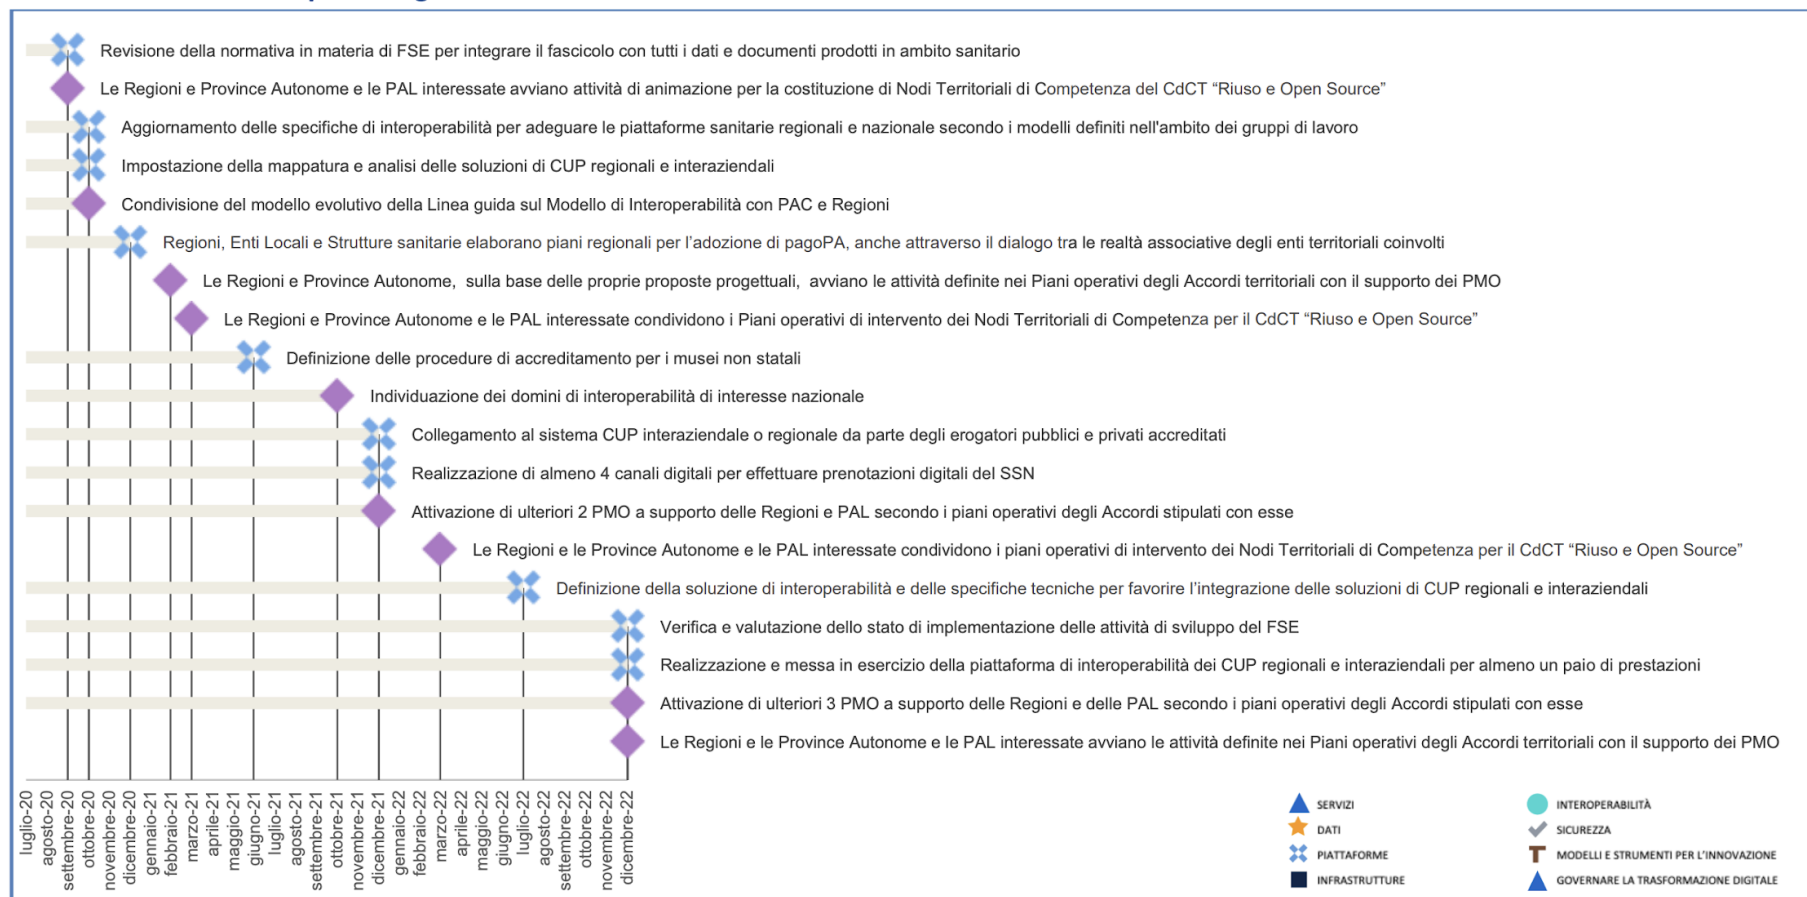 Revisione della normativa in materia di FSE per integrare il fascicolo con tutti i dati e documenti prodotti in ambito sanitario
Le Regioni e Province Autonome e le PAL interessate avviano attività di animazione per la costituzione di Nodi Territoriali di Competenza del CdCT “Riuso e Open Source”
Aggiornamento delle specifiche di interoperabilità per adeguare le piattaforme sanitarie regionali e nazionale secondo i modelli definiti nell'ambito dei gruppi di lavoro
Impostazione della mappatura e analisi delle soluzioni di CUP regionali e interaziendali
Condivisione del modello evolutivo della Linea guida sul Modello di Interoperabilità con PAC e Regioni
Regioni, Enti Locali e Strutture sanitarie elaborano piani regionali per l’adozione di pagoPA, anche attraverso il dialogo tra le realtà associative degli enti territoriali coinvolti
Le Regioni e Province Autonome, sulla base delle proprie proposte progettuali, avviano le attività definite nei Piani operativi degli Accordi territoriali con il supporto dei PMO
Le Regioni e Province Autonome e le PAL interessate condividono i Piani operativi di intervento dei Nodi Territoriali di Competenza per il CdCT “Riuso e Open Source”
Definizione delle procedure di accreditamento per i musei non statali
Individuazione dei domini di interoperabilità di interesse nazionale
Collegamento al sistema CUP interaziendale o regionale da parte degli erogatori pubblici e privati accreditati
Realizzazione di almeno 4 canali digitali per effettuare prenotazioni digitali del SSN
Attivazione di ulteriori 2 PMO a supporto delle Regioni e PAL secondo i piani operativi degli Accordi stipulati con esse
Le Regioni e le Province Autonome e le PAL interessate condividono i piani operativi di intervento dei Nodi Territoriali di Competenza per il CdCT “Riuso e Open Source”
Definizione della soluzione di interoperabilità e delle specifiche tecniche per favorire l’integrazione delle soluzioni di CUP regionali e interaziendali
Verifica e valutazione dello stato di implementazione delle attività di sviluppo del FSE
Realizzazione e messa in esercizio della piattaforma di interoperabilità dei CUP regionali e interaziendali per almeno un paio di prestazioni
Attivazione di ulteriori 3 PMO a supporto delle Regioni e delle PAL secondo i piani operativi degli Accordi stipulati con esse
Le Regioni e le Province Autonome e le PAL interessate avviano le attività definite nei Piani operativi degli Accordi territoriali con il supporto dei PMO
luglio-20
agosto-20
settembre-20
ottobre-20
novembre-20
dicembre-20
gennaio-21
febbraio-21
marzo-21
aprile-21
maggio-21
giugno-21
luglio-21
agosto-21
settembre-21
ottobre-21
novembre-21
dicembre-21
gennaio-22
febbraio-22
marzo-22
aprile-22
maggio-22
giugno-22
luglio-22
agosto-22
settembre-22
ottobre-22
novembre-22
dicembre-22
SERVIZI
DATI
PIATTAFORME
INFRASTRUTTURE
INTEROPERABILITÀ
SICUREZZA
MODELLI E STRUMENTI PER L’INNOVAZIONE
GOVERNARE LA TRASFORMAZIONE DIGITALE